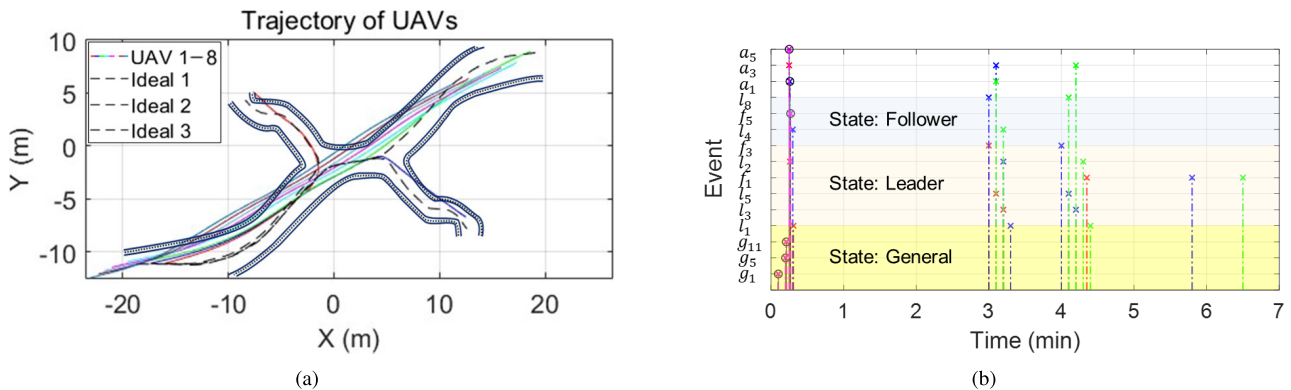 Trajectory of UAVs
10
5
0
-5
-10
Y (m)
UAV 1−8
Ideal 1
Ideal 2
Ideal 3
-20
-10
0
10
20
X (m)
(a)
Event
a5
a3
a1
l8
f5
l4
f3
l2
f1
l5
l3
l1
g11
g5
g1
State: Follower
State: Leader
State: General
0
1
2
3
4
5
6
7
Time (min)
(b)